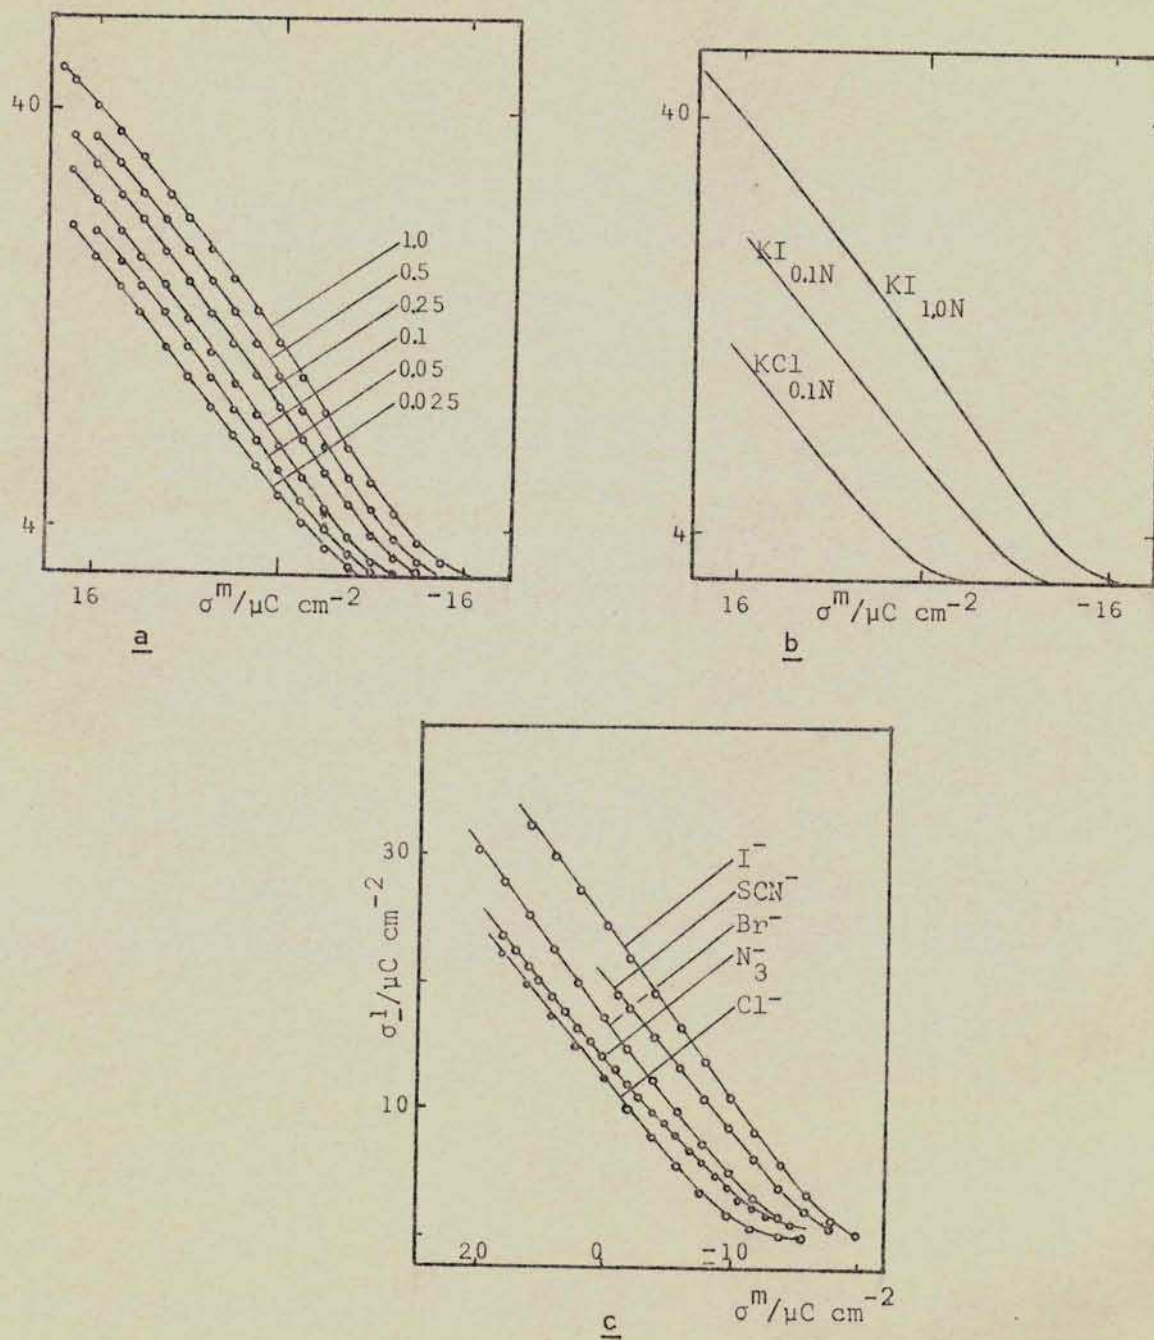 40
4
1.0
0.5
0.25
0.1
0.05
0.025
16
-16
σᵐ/μC cm⁻²
a
40
4
KI 0.1N
KI 1,0N
KCl 0.1N
16
-16
σᵐ/μC cm⁻²
b
σ¹₋/μC cm⁻²
30
10
I⁻
SCN⁻
Br⁻
N₃⁻
Cl⁻
20
0
-10
σᵐ/μC cm⁻²
c